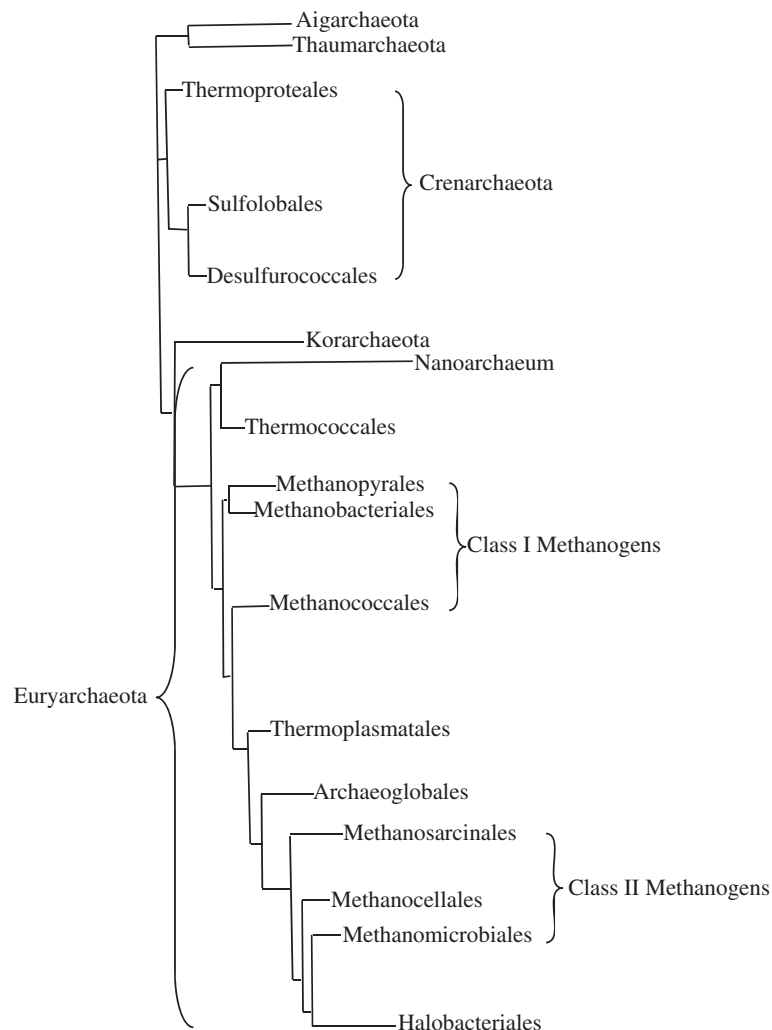 Aigarchaeota
Thaumarchaeota
Thermoproteales
Crenarchaeota
Sulfolobales
Desulfurococcales
Korarchaeota
Nanoarchaeum
Thermococcales
Methanopyrales
Methanobacteriales
Class I Methanogens
Methanococcales
Euryarchaeota
Thermoplasmatales
Archaeoglobales
Methanosarcinales
Class II Methanogens
Methanocellales
Methanomicrobiales
Halobacteriales